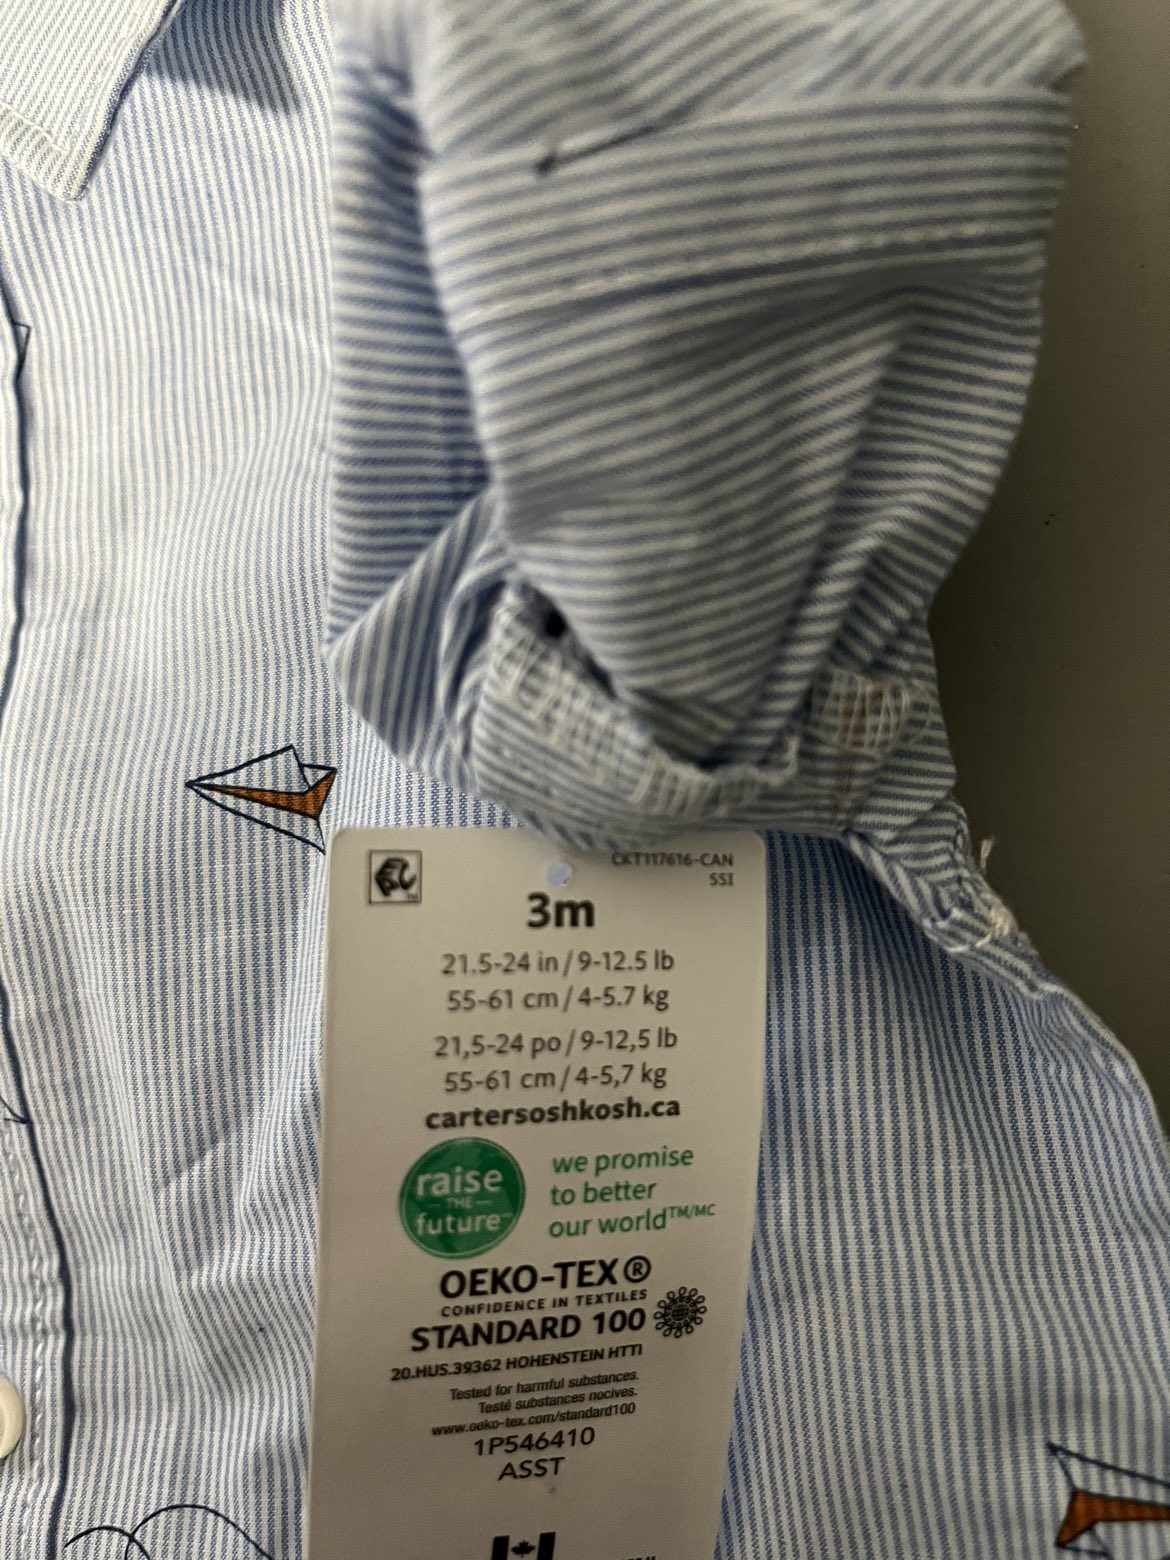 CKT117616-CAN
SSI
3m
21.5-24 in / 9-12.5 lb
55-61 cm / 4-5.7 kg
21,5-24 po / 9-12,5 lb
55-61 cm / 4-5,7 kg
cartersoshkosh.ca
raise
THE
future
we promise
to better
our world™/MC
OEKO-TEX®
CONFIDENCE IN TEXTILES
STANDARD 100
20.HUS.39362 HOHENSTEIN HTTI
Tested for harmful substances.
Testé substances nocives.
www.oeko-tex.com/standard100
1P546410
ASST